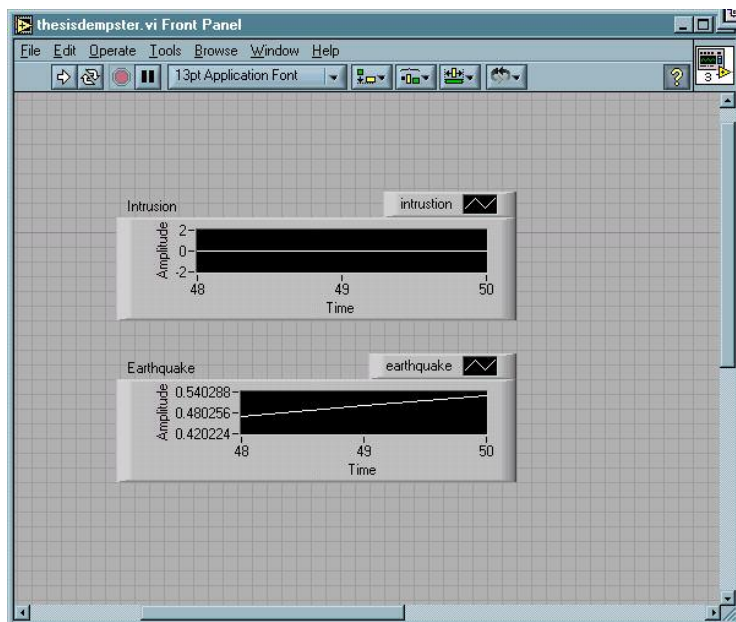 thesisdempster.vi Front Panel
File Edit Operate Tools Browse Window Help
13pt Application Font
? 3
Intrusion intrustion
Amplitude
2
0
-2
48 49 50
Time
Earthquake earthquake
Amplitude
0.540288
0.480256
0.420224
48 49 50
Time